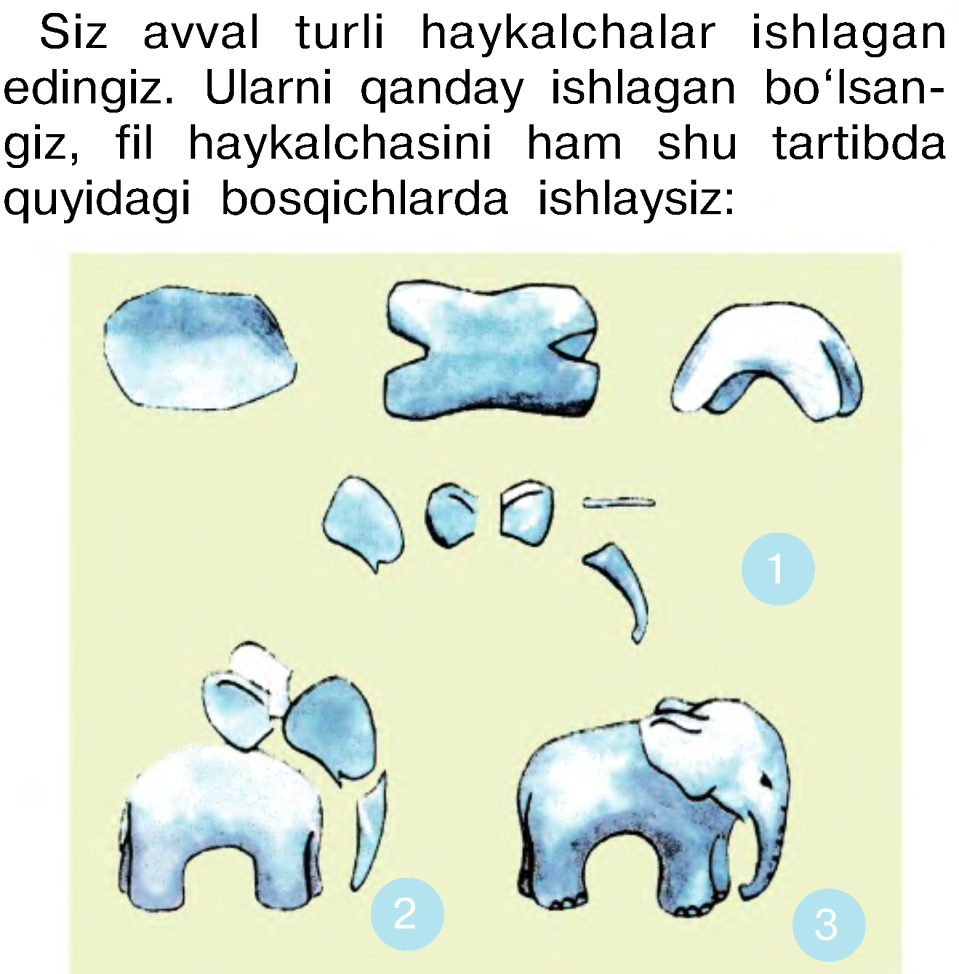 Siz avval turli haykalchalar ishlagan
edingiz. Ularni qanday ishlagan bo‘lsan-
giz, fil haykalchasini ham shu tartibda
quyidagi bosqichlarda ishlaysiz:
1
2
3